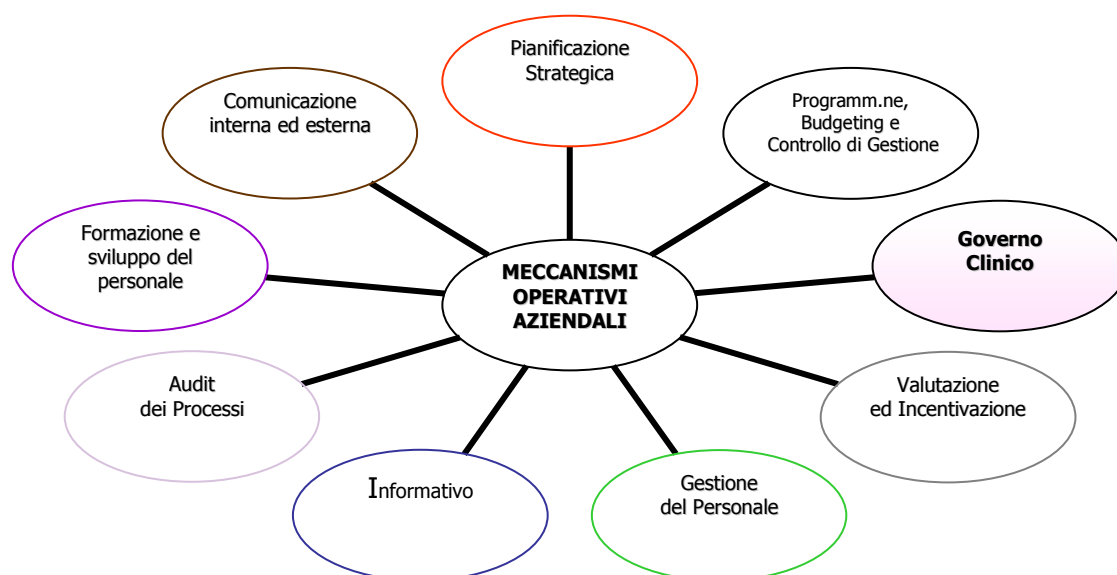 Pianificazione
Strategica
Comunicazione
interna ed esterna
Programm.ne,
Budgeting e
Controllo di Gestione
Formazione e
sviluppo del
personale
Governo
Clinico
MECCANISMI
OPERATIVI
AZIENDALI
Audit
dei Processi
Valutazione
ed Incentivazione
Informativo
Gestione
del Personale